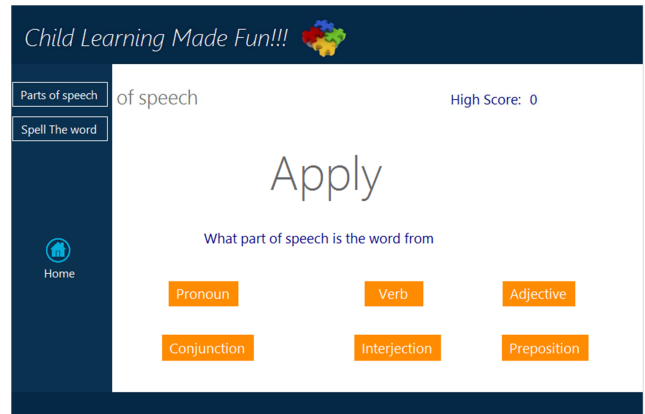 Child Learning Made Fun!!!
Parts of speech
of speech
High Score: 0
Spell The word
Apply
What part of speech is the word from
Home
Pronoun
Verb
Adjective
Conjunction
Interjection
Preposition